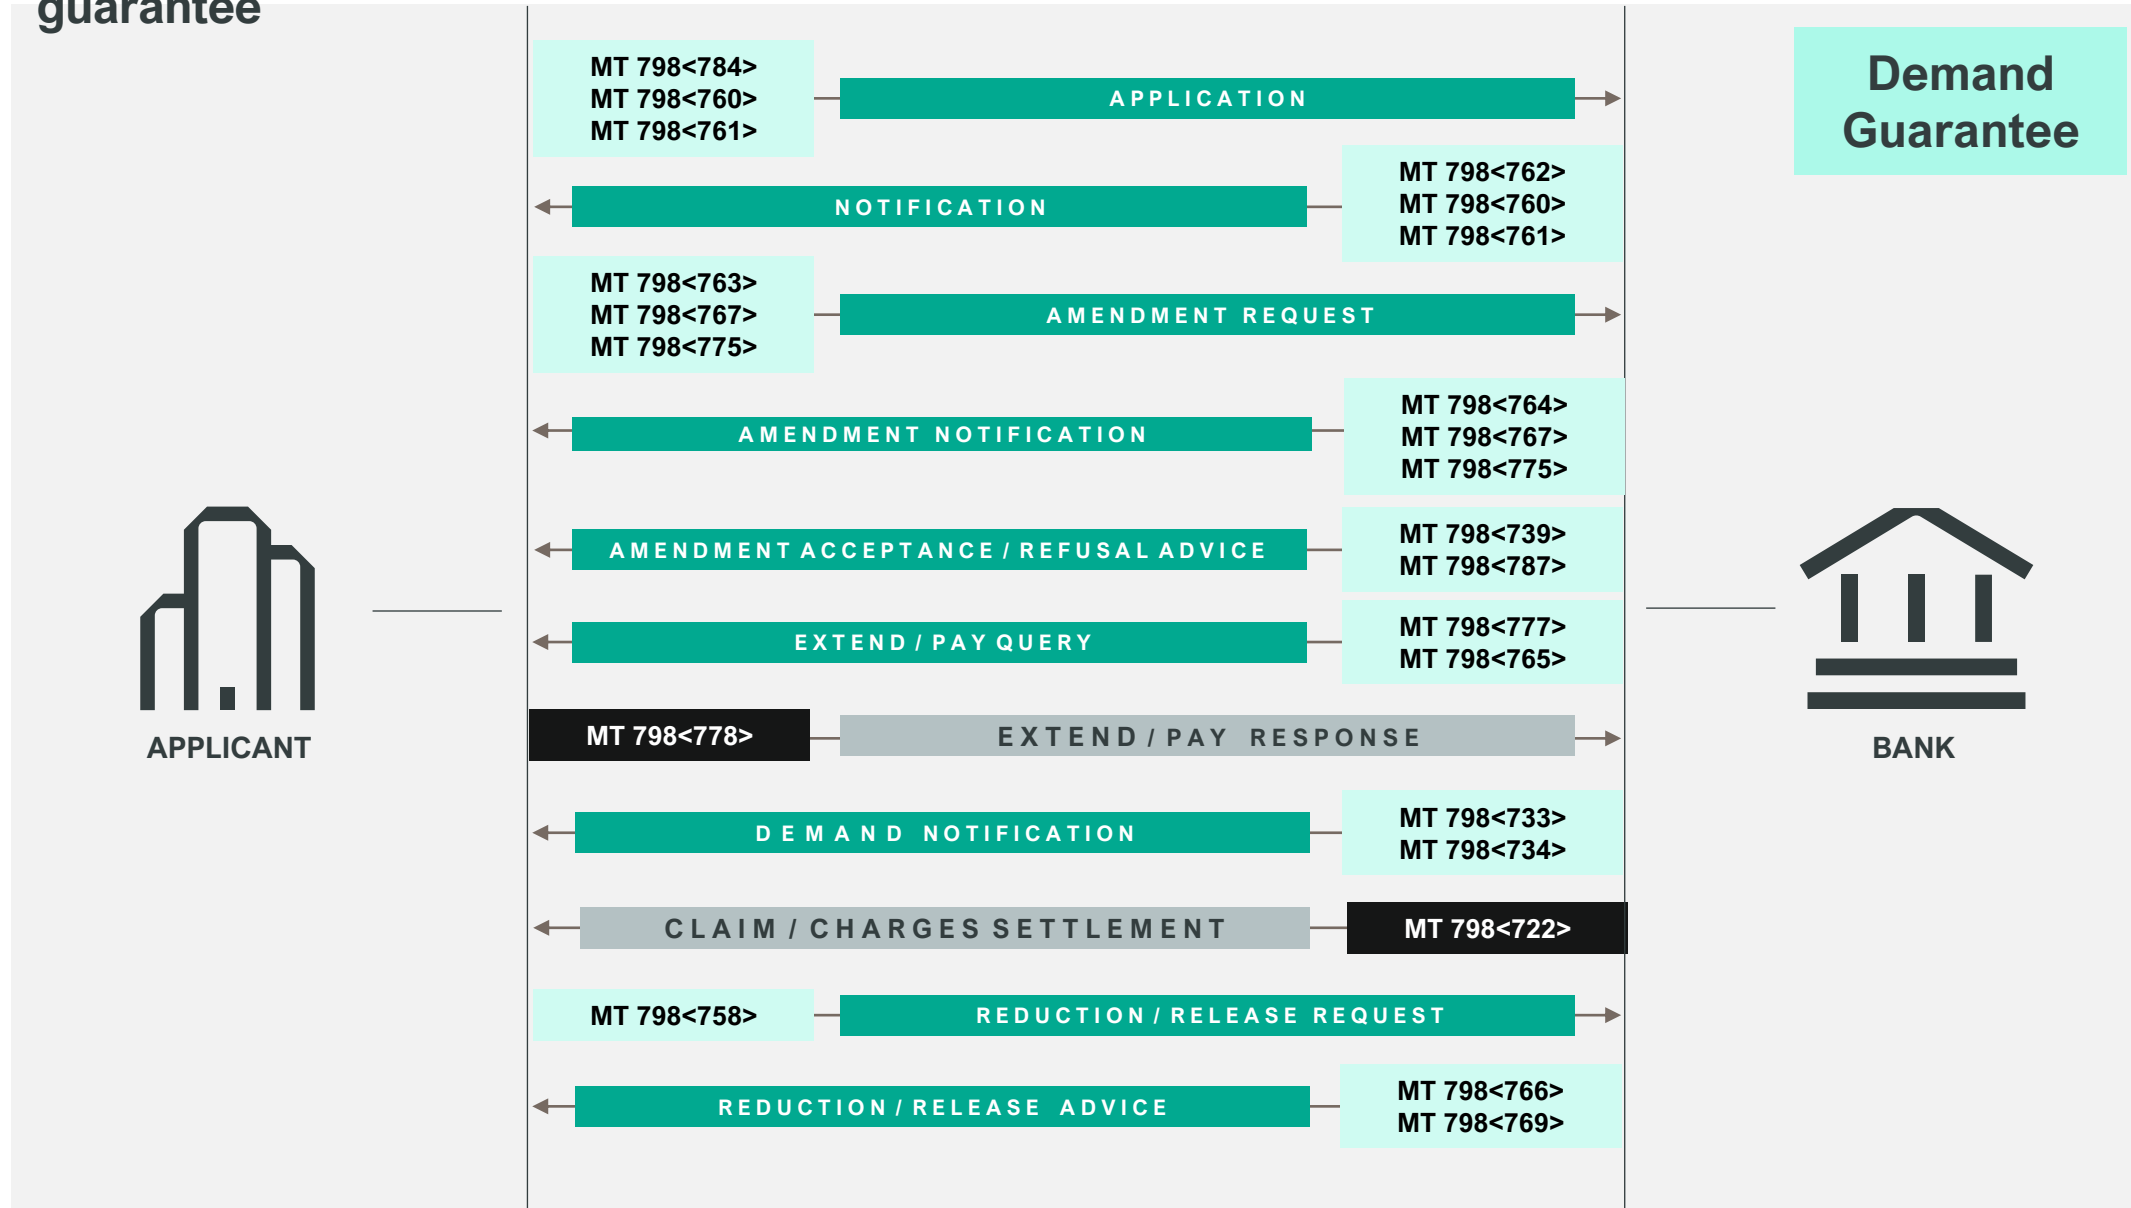 guarantee
Demand
Guarantee
MT 798<784>
MT 798<760>
MT 798<761>
APPLICATION
MT 798<762>
MT 798<760>
MT 798<761>
NOTIFICATION
MT 798<763>
MT 798<767>
MT 798<775>
AMENDMENT REQUEST
MT 798<764>
MT 798<767>
MT 798<775>
AMENDMENT NOTIFICATION
MT 798<739>
MT 798<787>
AMENDMENT ACCEPTANCE / REFUSAL ADVICE
MT 798<777>
MT 798<765>
EXTEND / PAY QUERY
MT 798<778>
EXTEND / PAY RESPONSE
APPLICANT
BANK
MT 798<733>
MT 798<734>
DEMAND NOTIFICATION
CLAIM / CHARGES SETTLEMENT
MT 798<722>
MT 798<758>
REDUCTION / RELEASE REQUEST
MT 798<766>
MT 798<769>
REDUCTION / RELEASE ADVICE